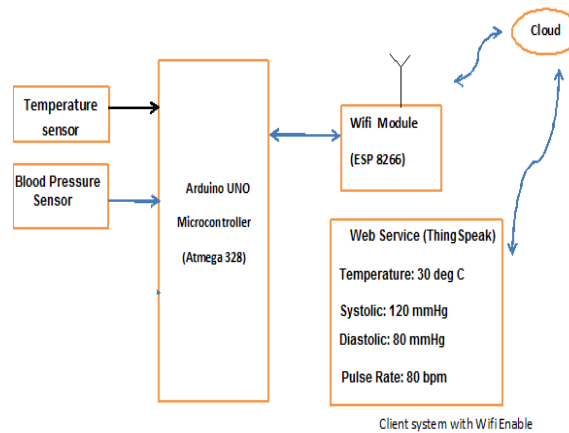 Cloud
Temperature
sensor
Blood Pressure
Sensor
Arduino UNO
Microcontroller
(Atmega 328)
Wifi Module
(ESP 8266)
Web Service (ThingSpeak)
Temperature: 30 deg C
Systolic: 120 mmHg
Diastolic: 80 mmHg
Pulse Rate: 80 bpm
Client system with Wifi Enable